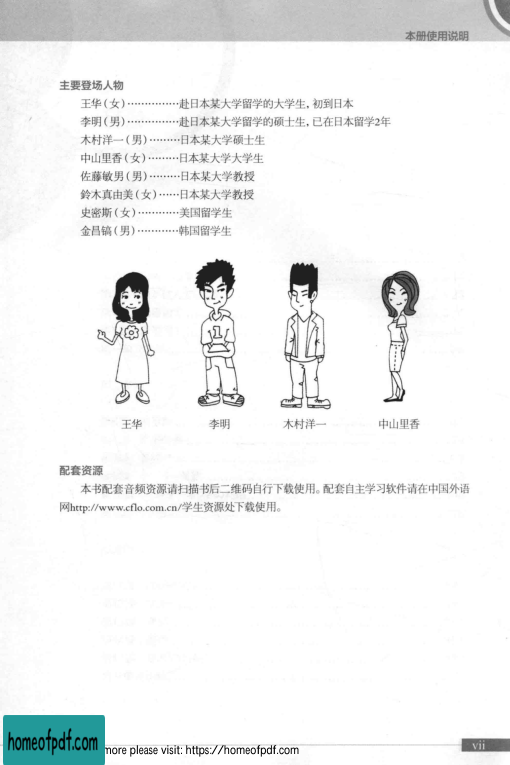 本册使用说明
主要登场人物
王华（女）……………赴日本某大学留学的大学生，初到日本
李明（男）……………赴日本某大学留学的硕士生，已在日本留学2年
木村洋一（男）………日本某大学硕士生
中山里香（女）………日本某大学大学生
佐藤敏男（男）………日本某大学教授
鈴木真由美（女）……日本某大学教授
史密斯（女）…………美国留学生
金昌镐（男）…………韩国留学生
王华 李明 木村洋一 中山里香
配套资源
本书配套音频资源请扫描书后二维码自行下载使用。配套自主学习软件请在中国外语
网http://www.cflo.com.cn/学生资源处下载使用。
homeofpdf.com
more please visit: https://homeofpdf.com
vii